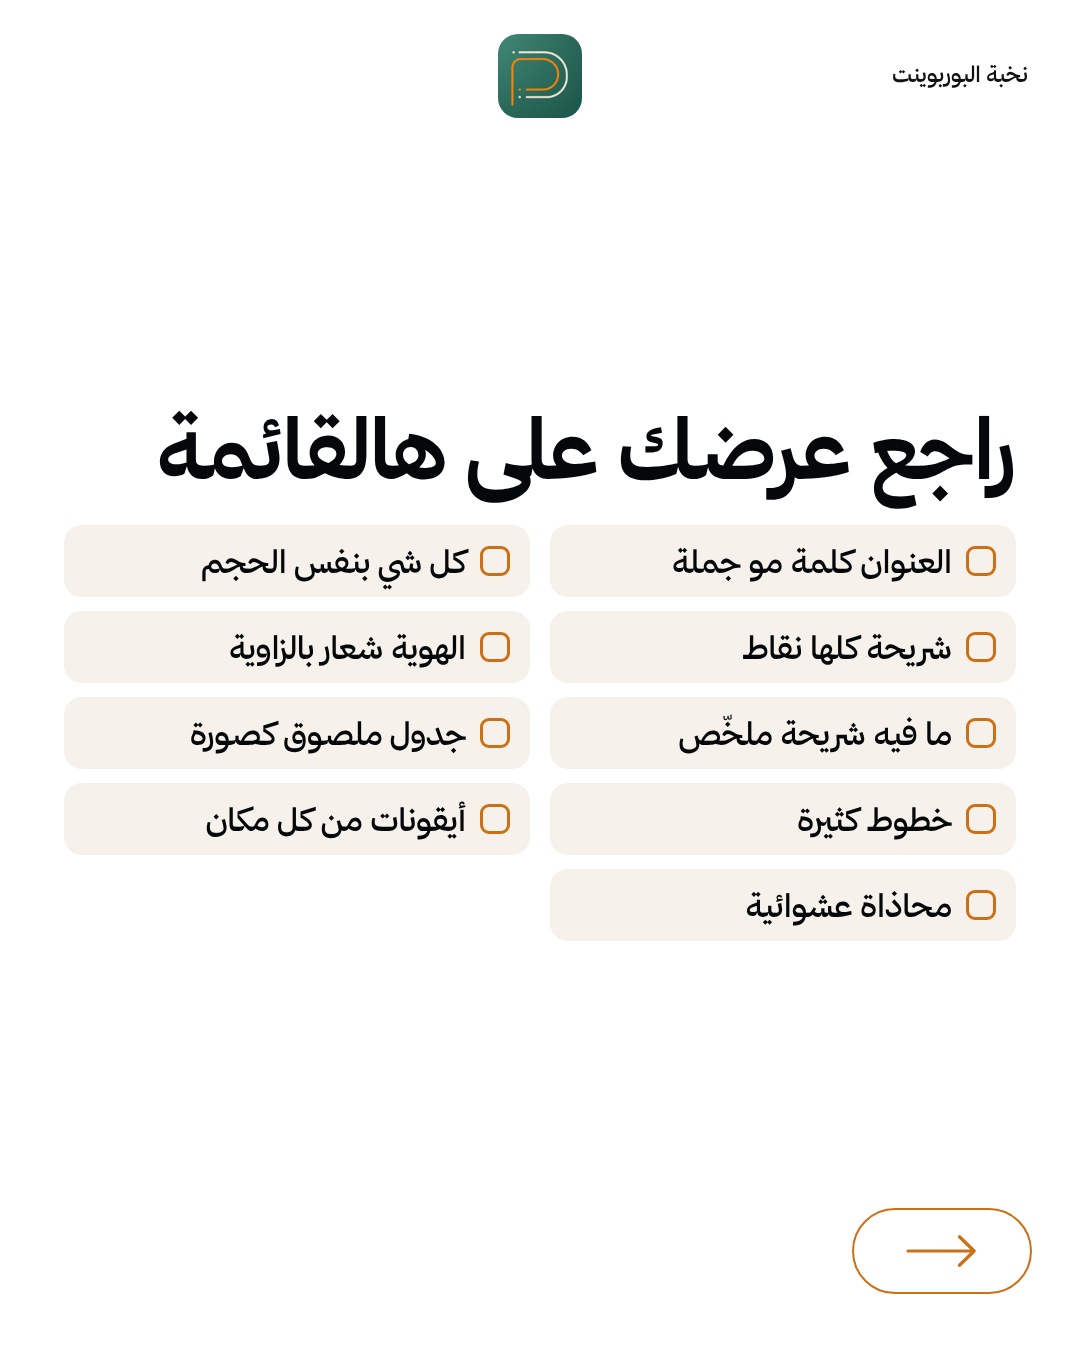 نخبة البوربوينت
راجع عرضك على هالقائمة
العنوان كلمة مو جملة
شريحة كلها نقاط
ما فيه شريحة ملخّص
خطوط كثيرة
محاذاة عشوائية
كل شي بنفس الحجم
الهوية شعار بالزاوية
جدول ملصوق كصورة
أيقونات من كل مكان